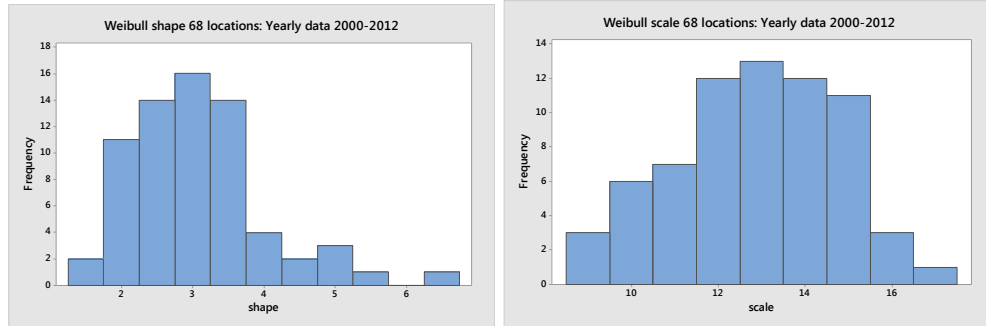 Weibull shape 68 locations: Yearly data 2000-2012
18
16
14
12
10
8
6
4
2
0
Frequency
2 3 4 5 6
shape
Weibull scale 68 locations: Yearly data 2000-2012
14
12
10
8
6
4
2
0
Frequency
10 12 14 16
scale